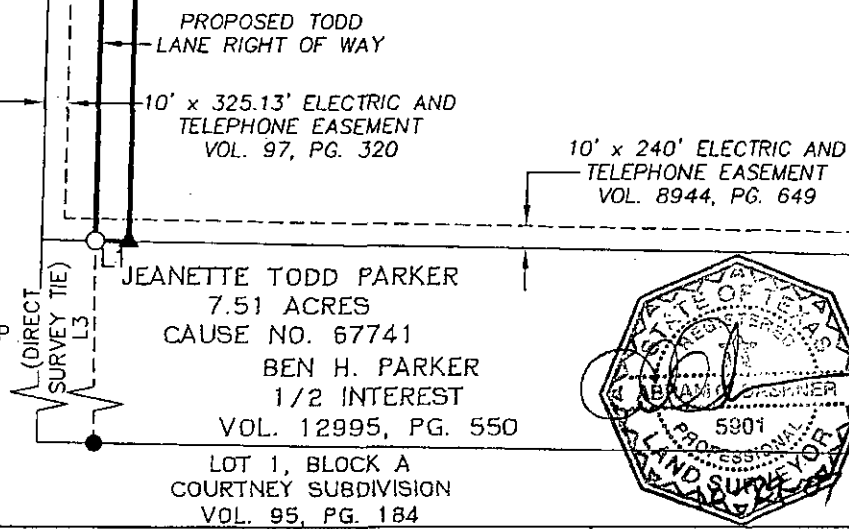 PROPOSED TODD
LANE RIGHT OF WAY
10' x 325.13' ELECTRIC AND
TELEPHONE EASEMENT
VOL. 97, PG. 320
10' x 240' ELECTRIC AND
TELEPHONE EASEMENT
VOL. 8944, PG. 649
L1
JEANETTE TODD PARKER
7.51 ACRES
CAUSE NO. 67741
BEN H. PARKER
1/2 INTEREST
VOL. 12995, PG. 550
(DIRECT
SURVEY TIE)
L3
LOT 1, BLOCK A
COURTNEY SUBDIVISION
VOL. 95, PG. 184
STATE OF TEXAS
REGISTERED
5901
PROFESSIONAL
LAND SURVEYOR